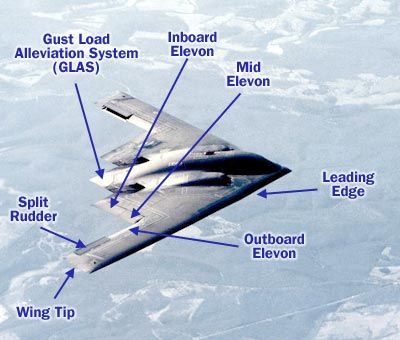 Gust Load
Alleviation System
(GLAS)
Inboard
Elevon
Mid
Elevon
Leading
Edge
Split
Rudder
Outboard
Elevon
Wing Tip